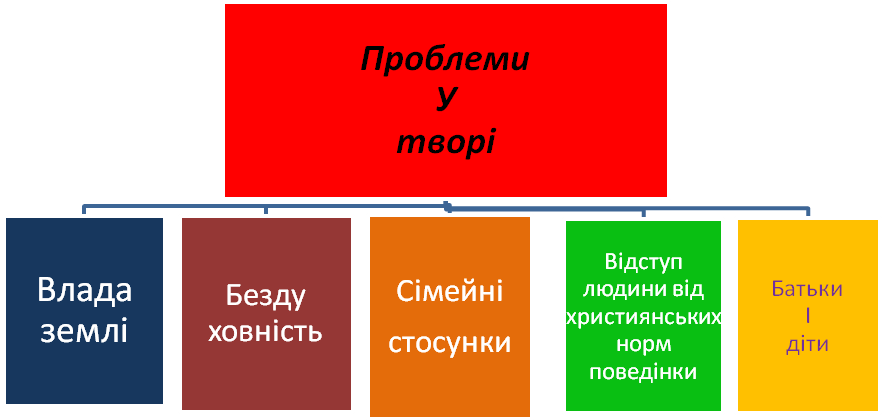 Проблеми
У
творі
Влада
землі
Безду
ховність
Сімейні
стосунки
Відступ
людини від
християнських
норм
поведінки
Батьки
І
діти